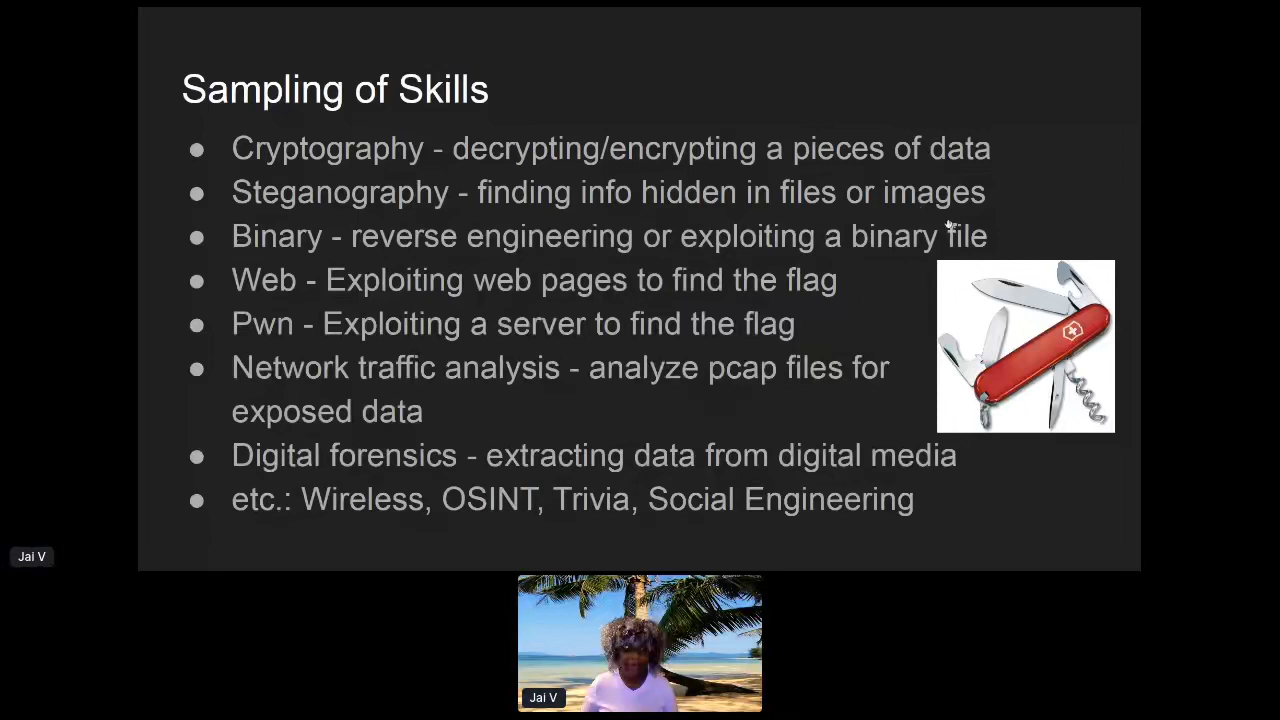 Sampling of Skills
● Cryptography - decrypting/encrypting a pieces of data
● Steganography - finding info hidden in files or images
● Binary - reverse engineering or exploiting a binary file
● Web - Exploiting web pages to find the flag
● Pwn - Exploiting a server to find the flag
● Network traffic analysis - analyze pcap files for
exposed data
● Digital forensics - extracting data from digital media
● etc.: Wireless, OSINT, Trivia, Social Engineering
Jai V
Jai V